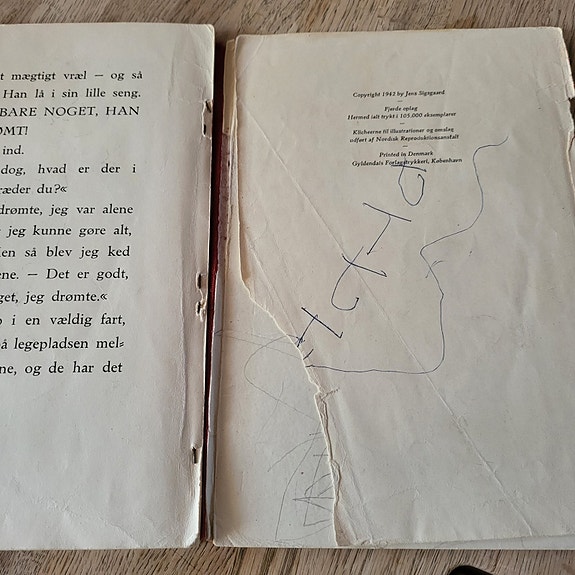 t mægtigt vræl — og så
Han lå i sin lille seng.
BARE NOGET, HAN
ØMT!
ind.
dog, hvad er der i
ræder du?«
drømte, jeg var alene
jeg kunne gøre alt,
en så blev jeg ked
ene. — Det er godt,
get, jeg drømte.«
i en vældig fart,
å legepladsen mel=
ne, og de har det
Copyright 1942 by Jens Sigsgaard
Fjerde oplag
Hermed ialt trykt i 105,000 eksemplarer
Klicheerne til illustrationer og omslag
udført af Nordisk Reproduktionsanstalt
Printed in Denmark
Gyldendals Forlagstrykkeri, København